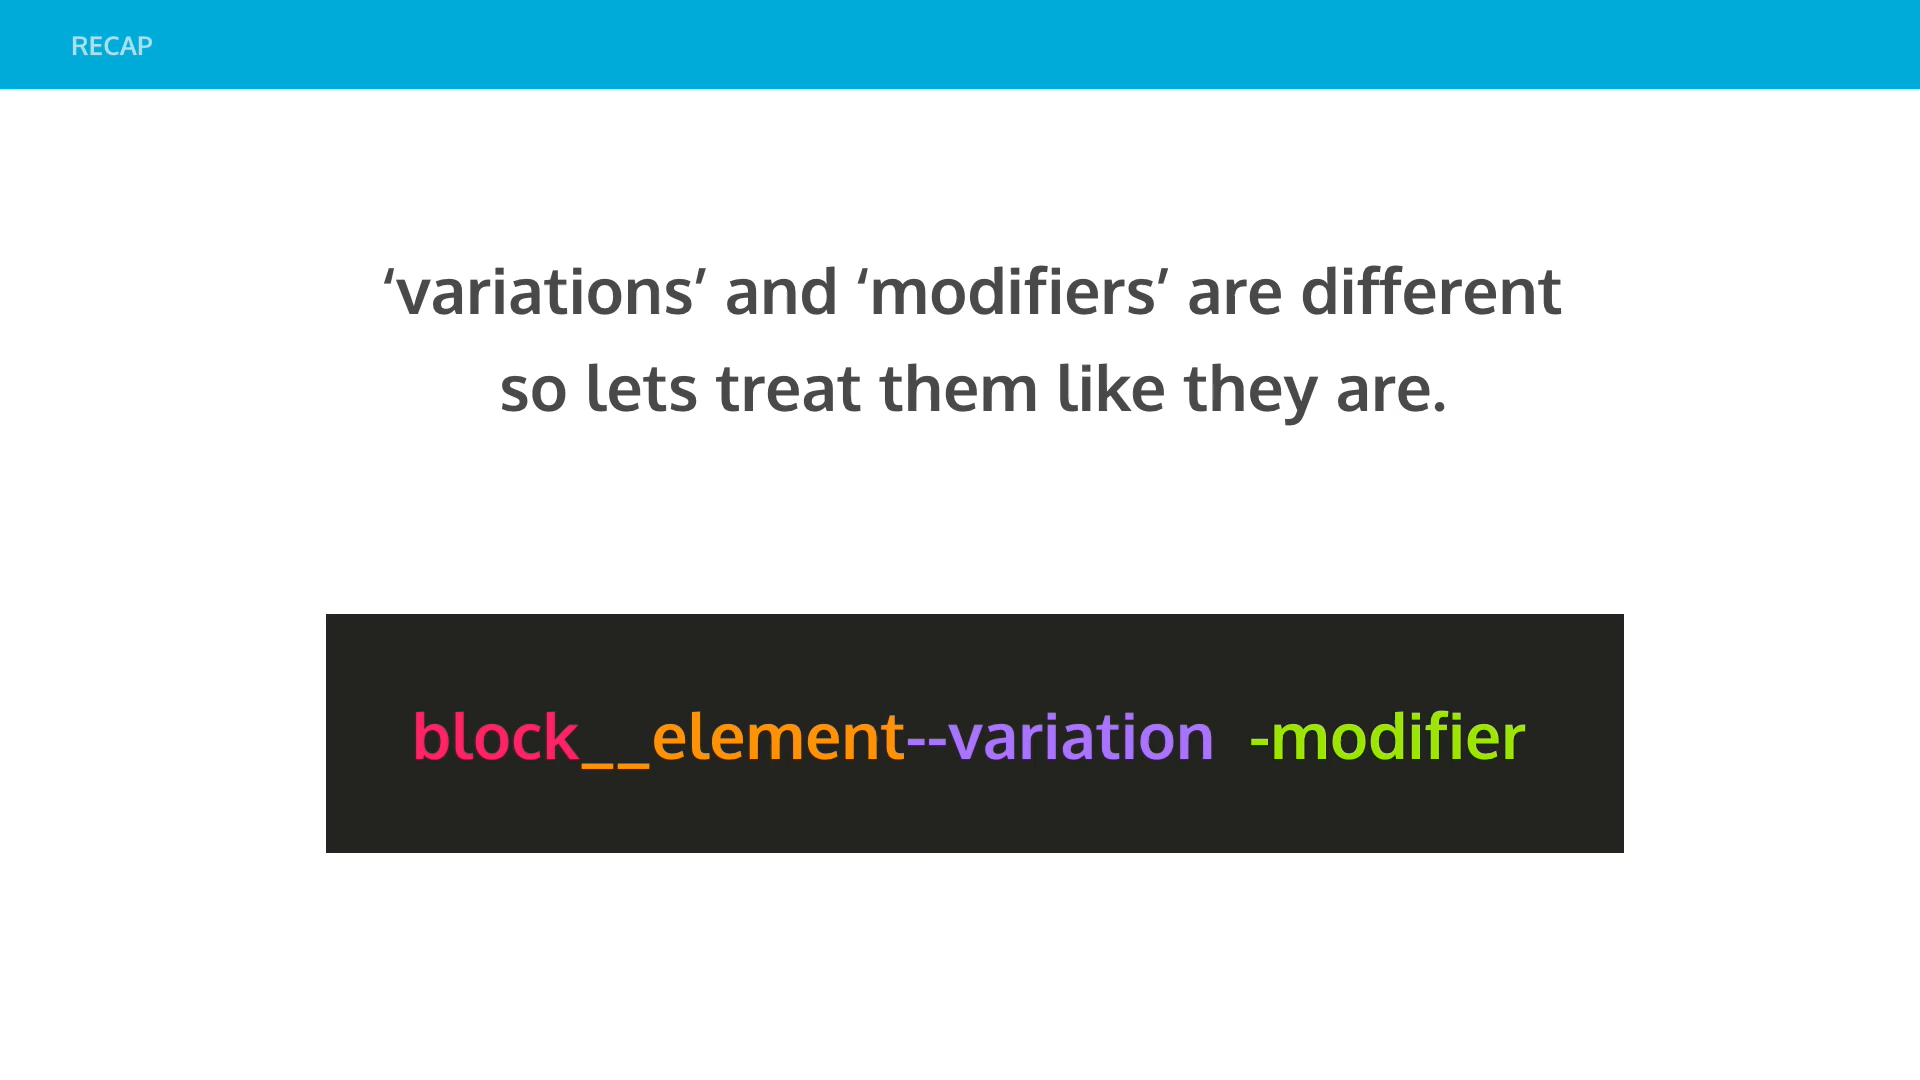 RECAP
‘variations’ and ‘modifiers’ are different
so lets treat them like they are.
block__element--variation -modifier